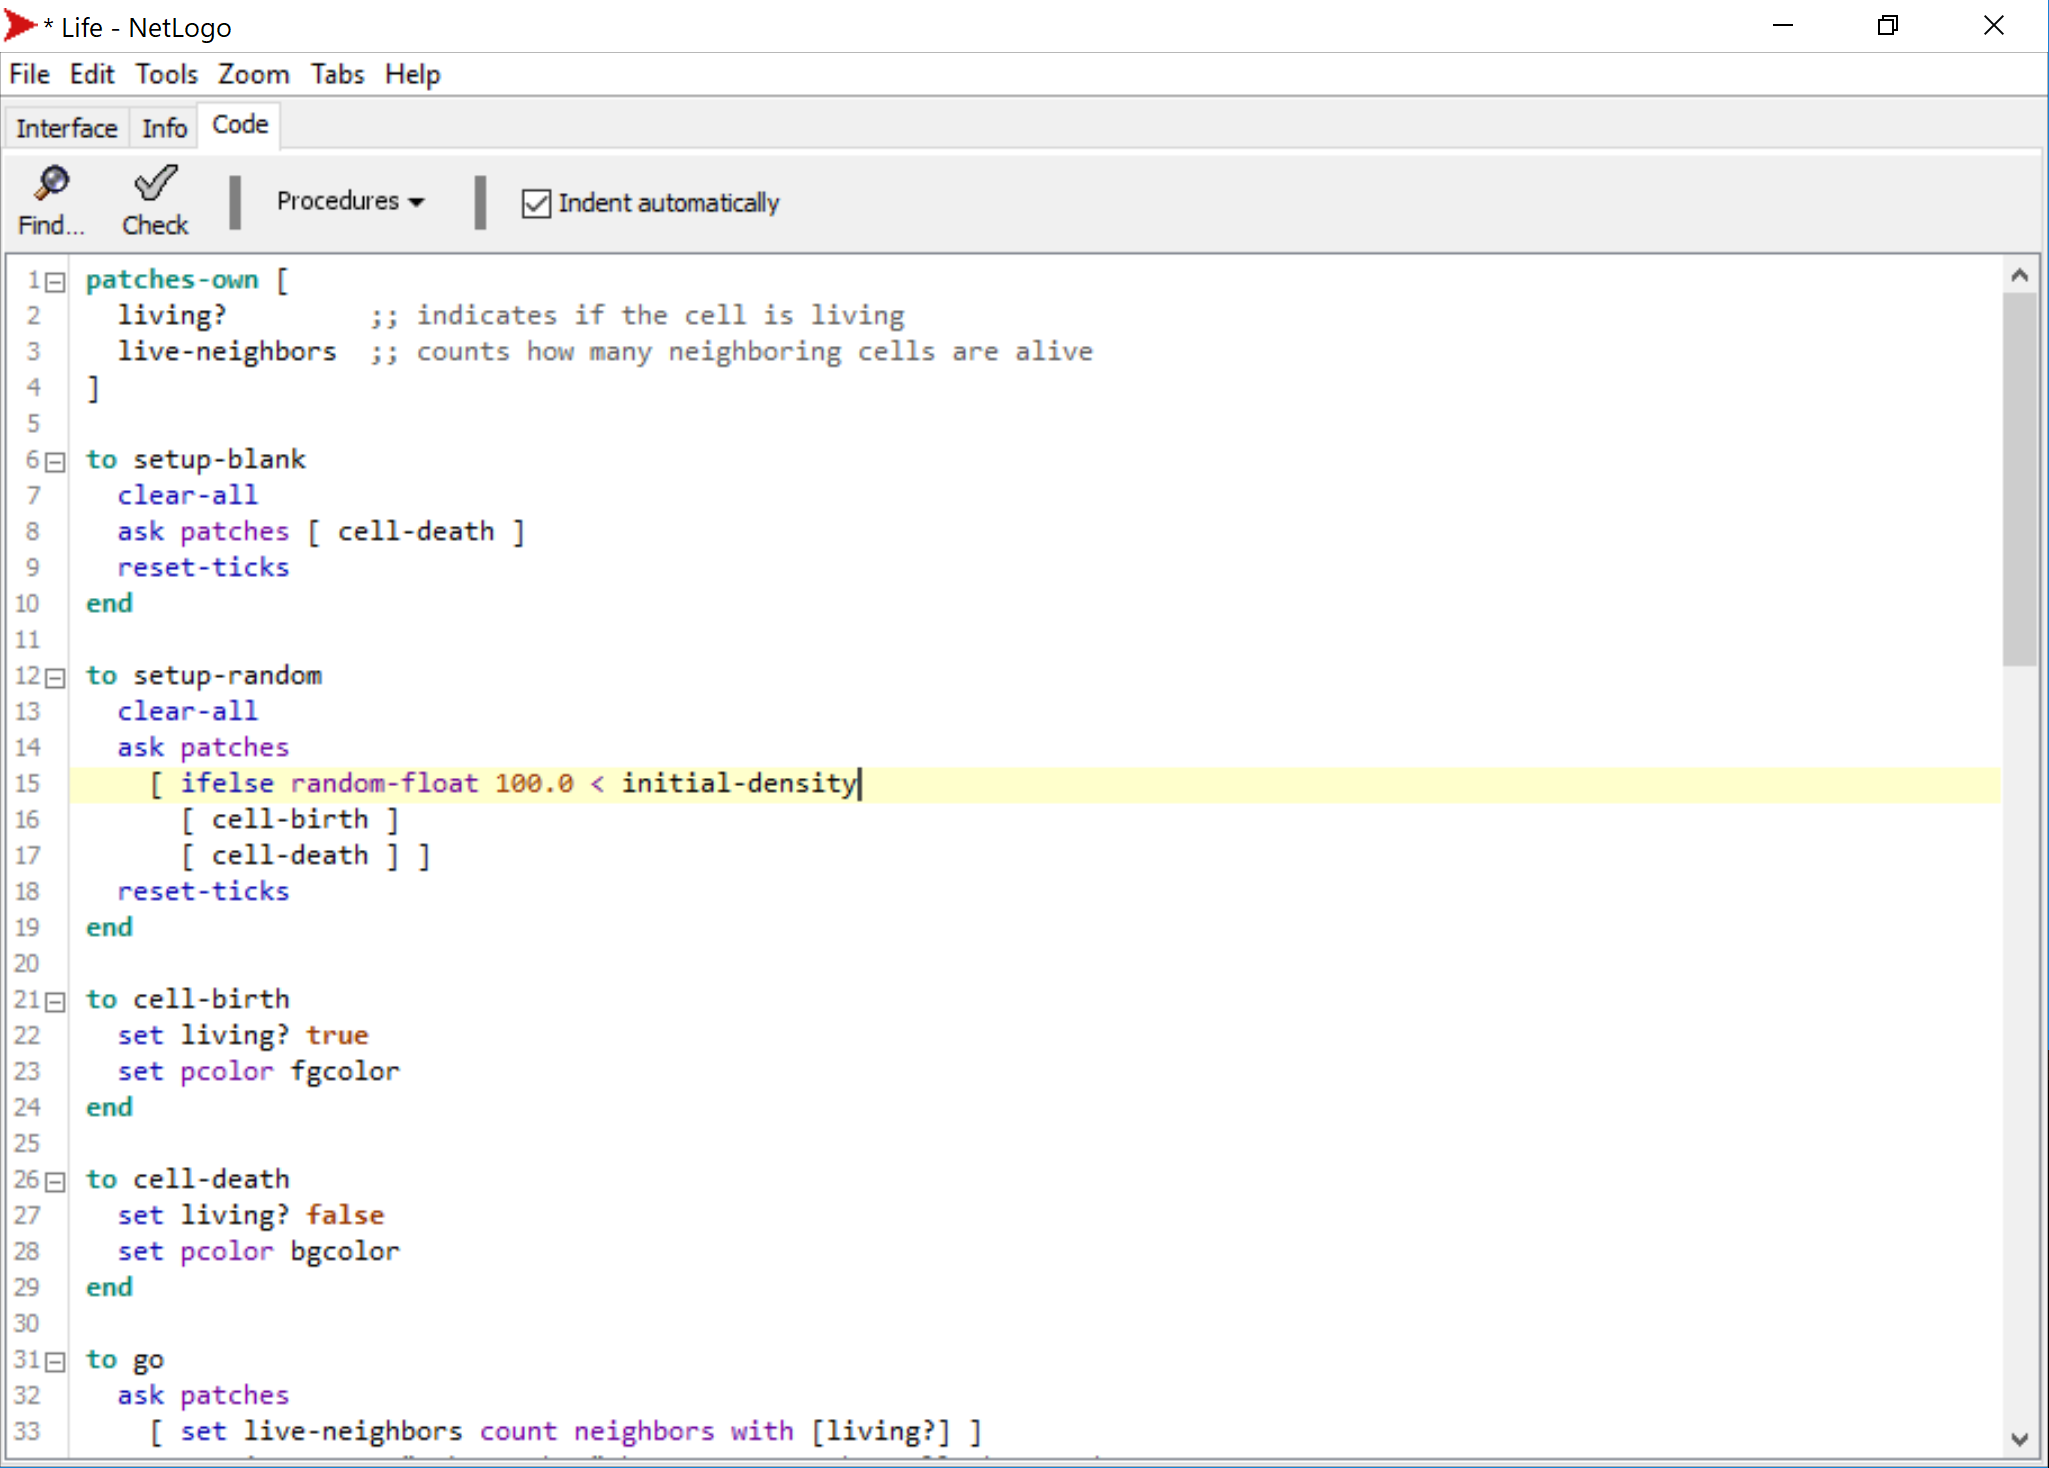 * Life - NetLogo
File Edit Tools Zoom Tabs Help
Interface Info Code
Find... Check Procedures Indent automatically
1 patches-own [
2   living?         ;; indicates if the cell is living
3   live-neighbors  ;; counts how many neighboring cells are alive
4 ]
5
6 to setup-blank
7   clear-all
8   ask patches [ cell-death ]
9   reset-ticks
10 end
11
12 to setup-random
13   clear-all
14   ask patches
15     [ ifelse random-float 100.0 < initial-density
16       [ cell-birth ]
17       [ cell-death ] ]
18   reset-ticks
19 end
20
21 to cell-birth
22   set living? true
23   set pcolor fgcolor
24 end
25
26 to cell-death
27   set living? false
28   set pcolor bgcolor
29 end
30
31 to go
32   ask patches
33     [ set live-neighbors count neighbors with [living?] ]